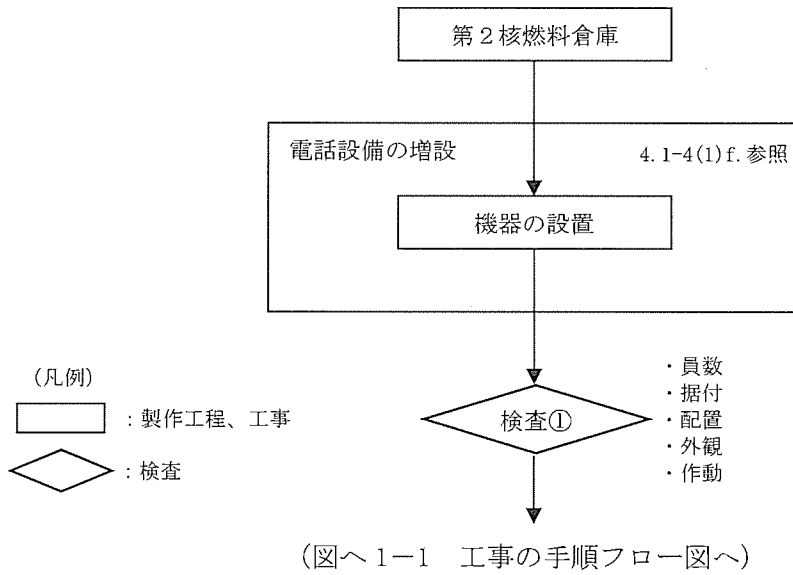 第2核燃料倉庫
電話設備の増設
4.1-4(1)f.参照
機器の設置
検査①
・員数
・据付
・配置
・外観
・作動
(凡例)
：製作工程、工事
：検査
(図へ1-1 工事の手順フロー図へ)